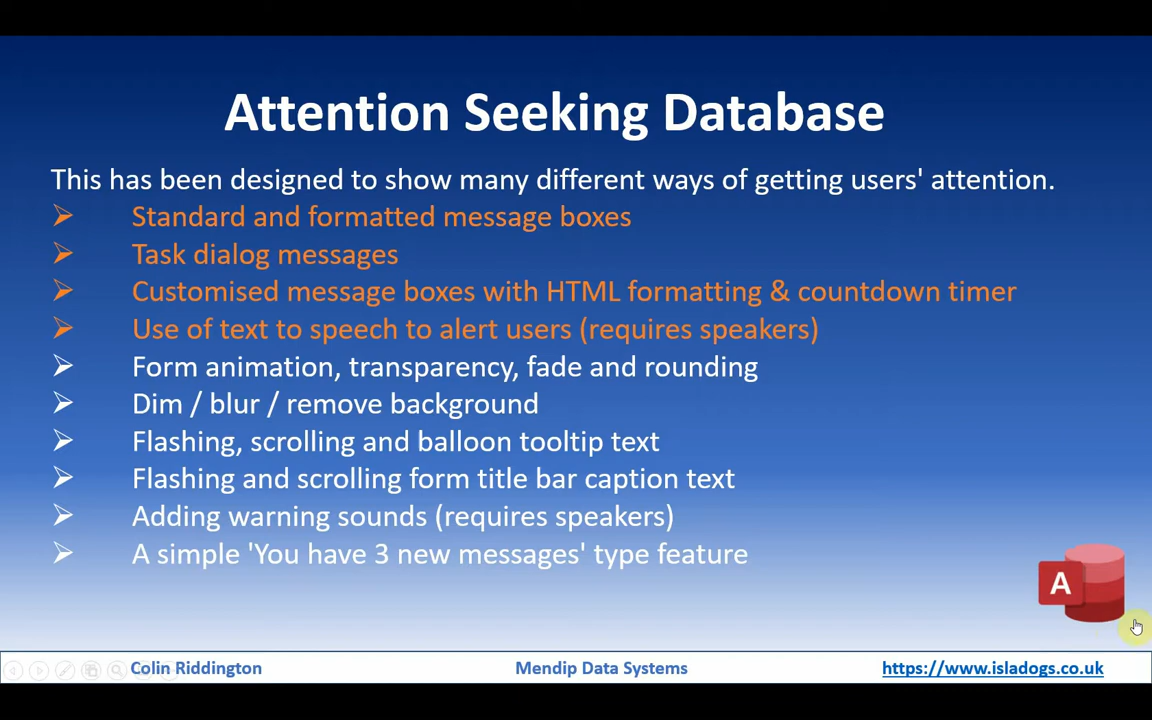 Attention Seeking Database
This has been designed to show many different ways of getting users' attention.
Standard and formatted message boxes
Task dialog messages
Customised message boxes with HTML formatting & countdown timer
Use of text to speech to alert users (requires speakers)
Form animation, transparency, fade and rounding
Dim / blur / remove background
Flashing, scrolling and balloon tooltip text
Flashing and scrolling form title bar caption text
Adding warning sounds (requires speakers)
A simple 'You have 3 new messages' type feature
A
Colin Riddington
Mendip Data Systems
https://www.isladogs.co.uk